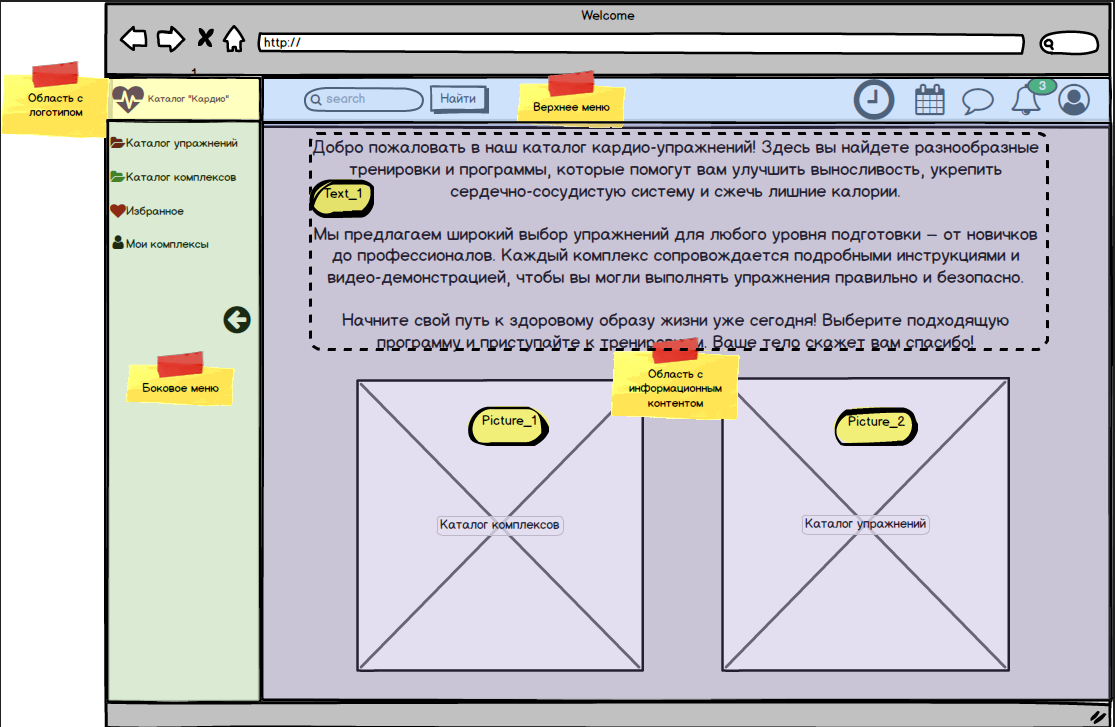 Welcome
http://
1
Область с
логотипом
Каталог "Кардио"
search
Найти
Верхнее меню
3
Каталог упражнений
Каталог комплексов
Избранное
Мои комплексы
Боковое меню
Добро пожаловать в наш каталог кардио-упражнений! Здесь вы найдете разнообразные
тренировки и программы, которые помогут вам улучшить выносливость, укрепить
Text_1
сердечно-сосудистую систему и сжечь лишние калории.
Мы предлагаем широкий выбор упражнений для любого уровня подготовки – от новичков
до профессионалов. Каждый комплекс сопровождается подробными инструкциями и
видео-демонстрацией, чтобы вы могли выполнять упражнения правильно и безопасно.
Начните свой путь к здоровому образу жизни уже сегодня! Выберите подходящую
программу и приступайте к тренировкам. Ваше тело скажет вам спасибо!
Область с
информационным
контентом
Picture_1
Picture_2
Каталог комплексов
Каталог упражнений